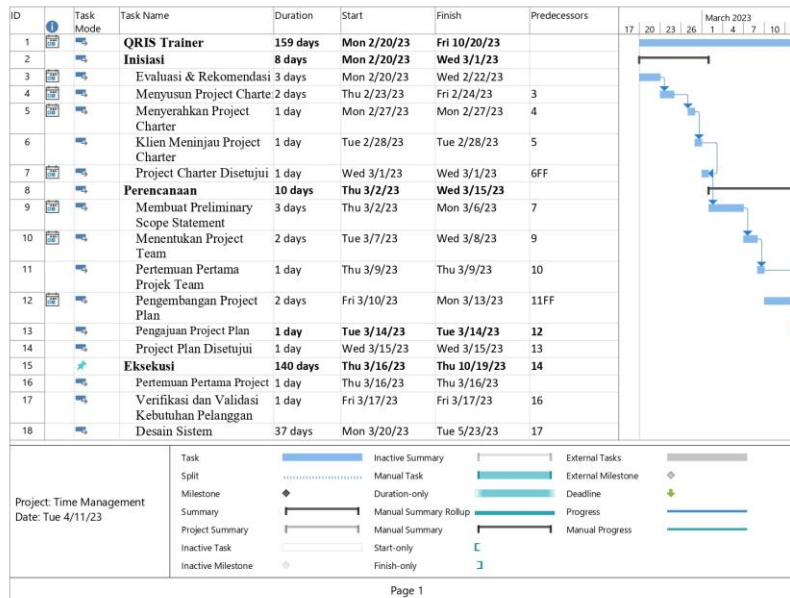 ID Task Mode Task Name Duration Start Finish Predecessors
March 2023
17 20 23 26 1 4 7 10
1 QRIS Trainer 159 days Mon 2/20/23 Fri 10/20/23
2 Inisiasi 8 days Mon 2/20/23 Wed 3/1/23
3 Evaluasi & Rekomendasi 3 days Mon 2/20/23 Wed 2/22/23
4 Menyusun Project Charte 2 days Thu 2/23/23 Fri 2/24/23 3
5 Menyerahkan Project Charter 1 day Mon 2/27/23 Mon 2/27/23 4
6 Klien Meninjau Project Charter 1 day Tue 2/28/23 Tue 2/28/23 5
7 Project Charter Disetujui 1 day Wed 3/1/23 Wed 3/1/23 6FF
8 Perencanaan 10 days Thu 3/2/23 Wed 3/15/23
9 Membuat Preliminary Scope Statement 3 days Thu 3/2/23 Mon 3/6/23 7
10 Menentukan Project Team 2 days Tue 3/7/23 Wed 3/8/23 9
11 Pertemuan Pertama Projek Team 1 day Thu 3/9/23 Thu 3/9/23 10
12 Pengembangan Project Plan 2 days Fri 3/10/23 Mon 3/13/23 11FF
13 Pengajuan Project Plan 1 day Tue 3/14/23 Tue 3/14/23 12
14 Project Plan Disetujui 1 day Wed 3/15/23 Wed 3/15/23 13
15 Eksekusi 140 days Thu 3/16/23 Thu 10/19/23 14
16 Pertemuan Pertama Project 1 day Thu 3/16/23 Thu 3/16/23
17 Verifikasi dan Validasi Kebutuhan Pelanggan 1 day Fri 3/17/23 Fri 3/17/23 16
18 Desain Sistem 37 days Mon 3/20/23 Tue 5/23/23 17
Project: Time Management
Date: Tue 4/11/23
Task Inactive Summary External Tasks
Split Manual Task External Milestone
Milestone Duration-only Deadline
Summary Manual Summary Rollup Progress
Project Summary Manual Summary Manual Progress
Inactive Task Start-only
Inactive Milestone Finish-only
Page 1